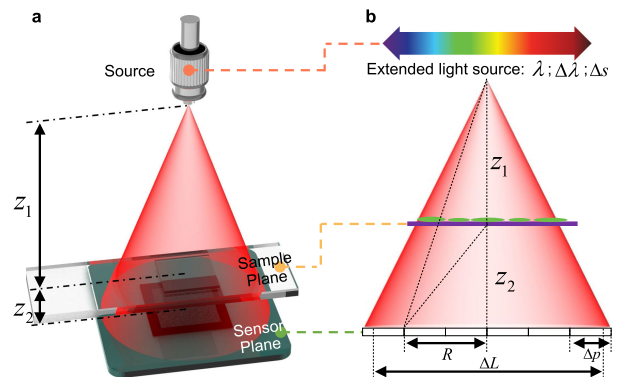 a
b
Source
Extended light source: λ ; Δλ ; Δs
z₁
z₁
Sample
Plane
z₂
z₂
Sensor
Plane
R
Δp
ΔL